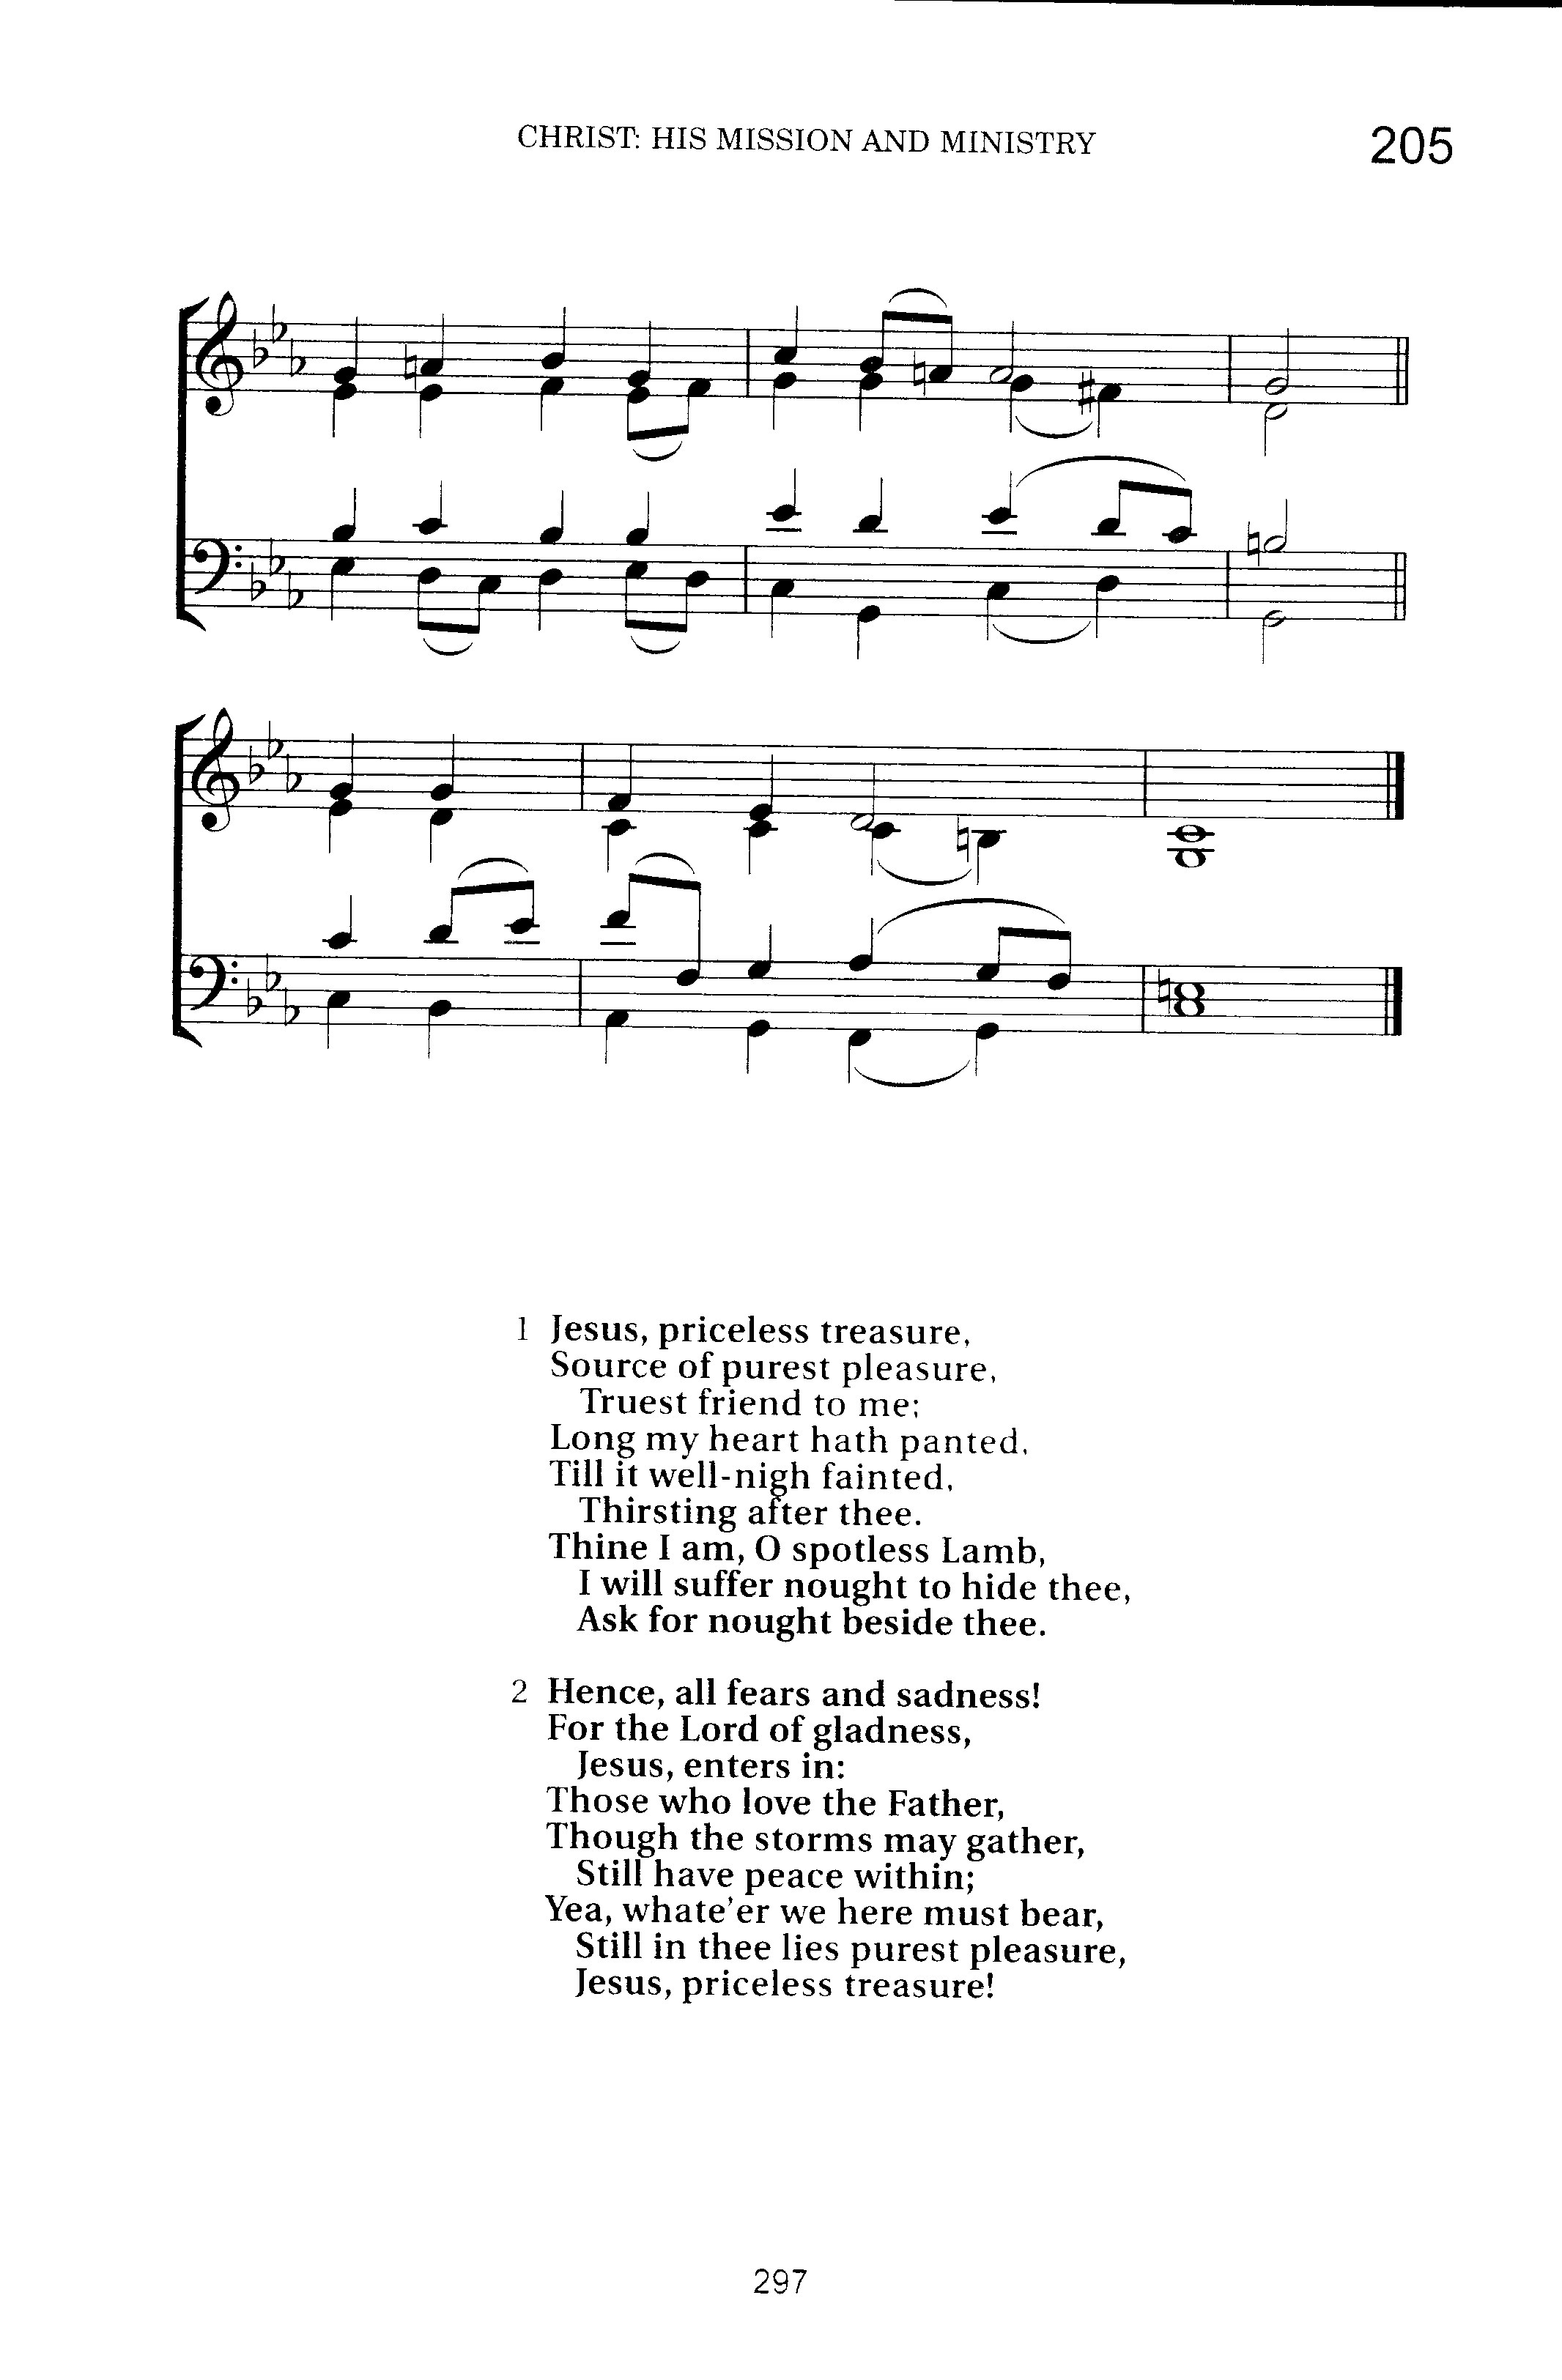 CHRIST: HIS MISSION AND MINISTRY
205
1 Jesus, priceless treasure,
Source of purest pleasure,
Truest friend to me;
Long my heart hath panted,
Till it well-nigh fainted,
Thirsting after thee.
Thine I am, O spotless Lamb,
I will suffer nought to hide thee,
Ask for nought beside thee.
2 Hence, all fears and sadness!
For the Lord of gladness,
Jesus, enters in:
Those who love the Father,
Though the storms may gather,
Still have peace within;
Yea, whate'er we here must bear,
Still in thee lies purest pleasure,
Jesus, priceless treasure!
297